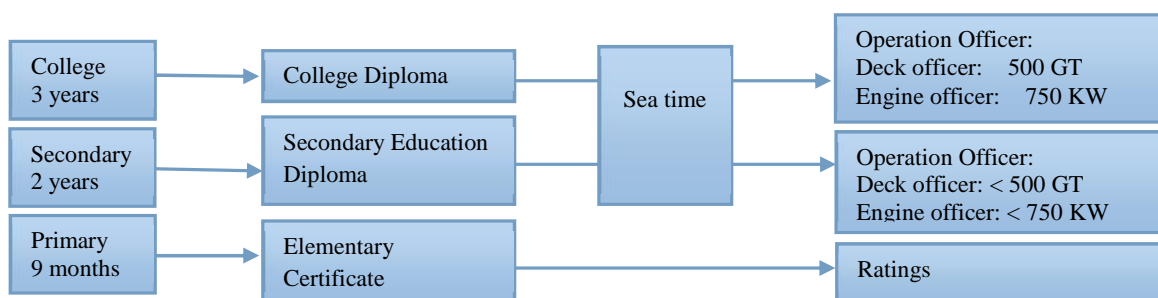 College
3 years
College Diploma
Sea time
Operation Officer:
Deck officer: 500 GT
Engine officer: 750 KW
Secondary
2 years
Secondary Education
Diploma
Operation Officer:
Deck officer: < 500 GT
Engine officer: < 750 KW
Primary
9 months
Elementary
Certificate
Ratings